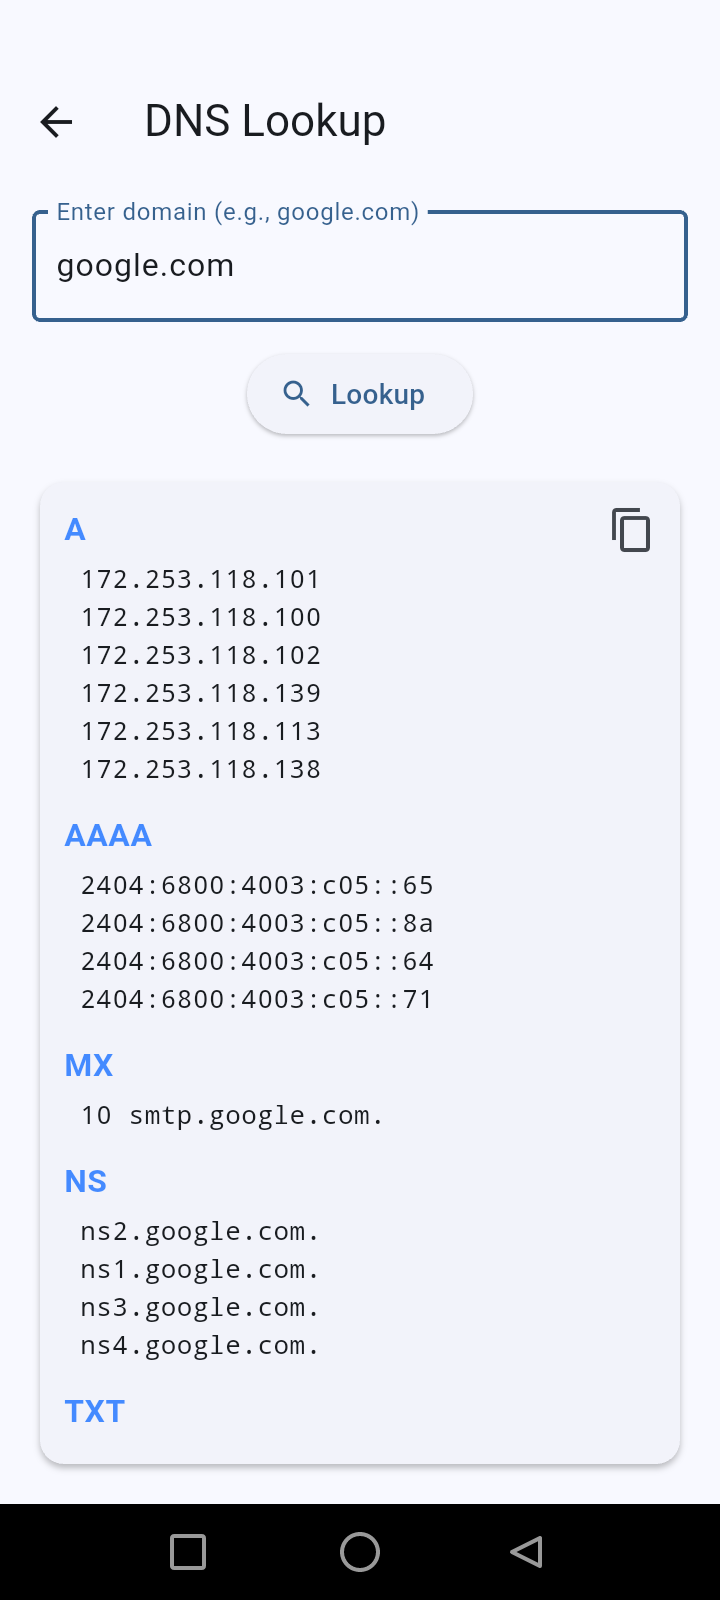 DNS Lookup
Enter domain (e.g., google.com)
google.com
Lookup
A
172.253.118.101
172.253.118.100
172.253.118.102
172.253.118.139
172.253.118.113
172.253.118.138
AAAA
2404:6800:4003:c05::65
2404:6800:4003:c05::8a
2404:6800:4003:c05::64
2404:6800:4003:c05::71
MX
10 smtp.google.com.
NS
ns2.google.com.
ns1.google.com.
ns3.google.com.
ns4.google.com.
TXT